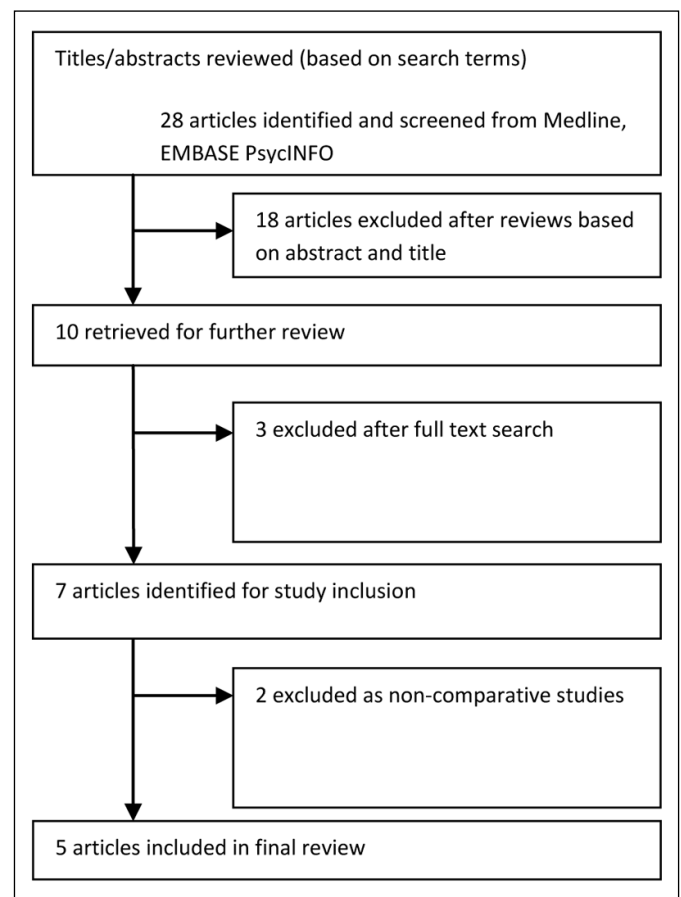 Titles/abstracts reviewed (based on search terms)
28 articles identified and screened from Medline,
EMBASE PsycINFO
18 articles excluded after reviews based
on abstract and title
10 retrieved for further review
3 excluded after full text search
7 articles identified for study inclusion
2 excluded as non-comparative studies
5 articles included in final review